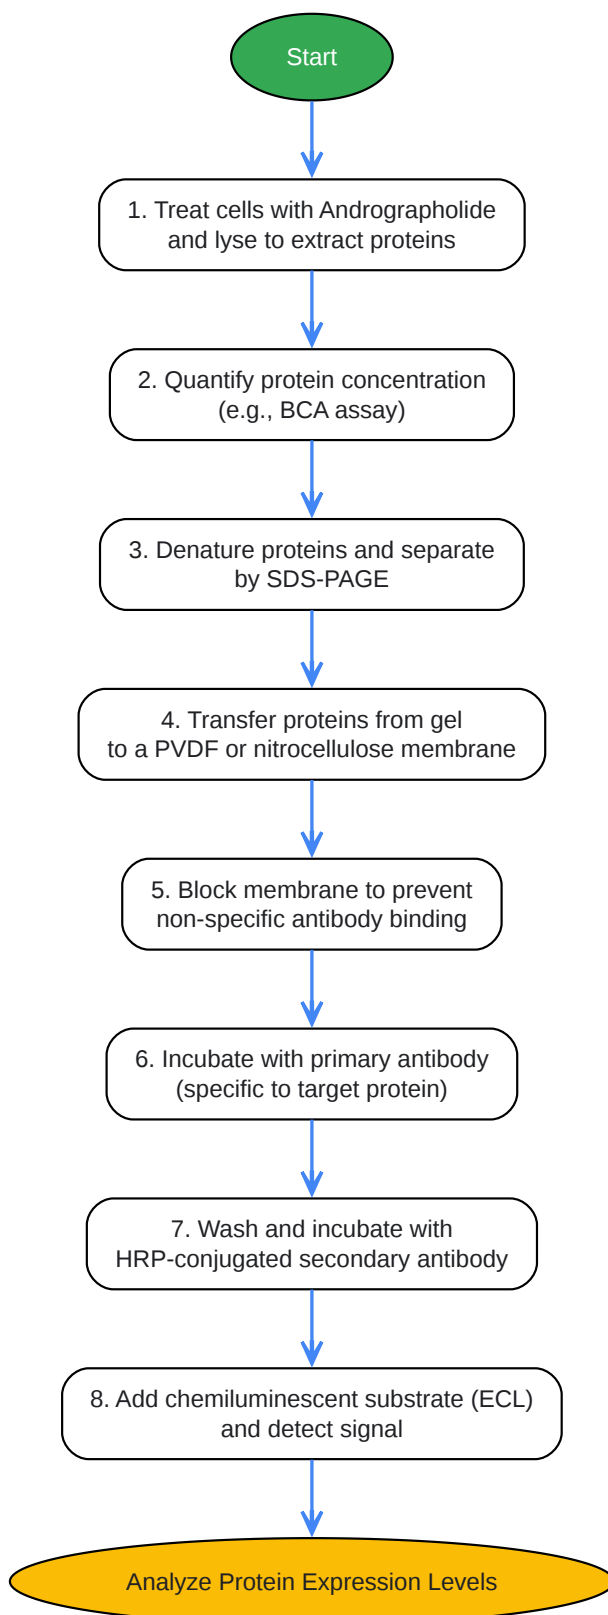 Start
1. Treat cells with Andrographolide
and lyse to extract proteins
2. Quantify protein concentration
(e.g., BCA assay)
3. Denature proteins and separate
by SDS-PAGE
4. Transfer proteins from gel
to a PVDF or nitrocellulose membrane
5. Block membrane to prevent
non-specific antibody binding
6. Incubate with primary antibody
(specific to target protein)
7. Wash and incubate with
HRP-conjugated secondary antibody
8. Add chemiluminescent substrate (ECL)
and detect signal
Analyze Protein Expression Levels